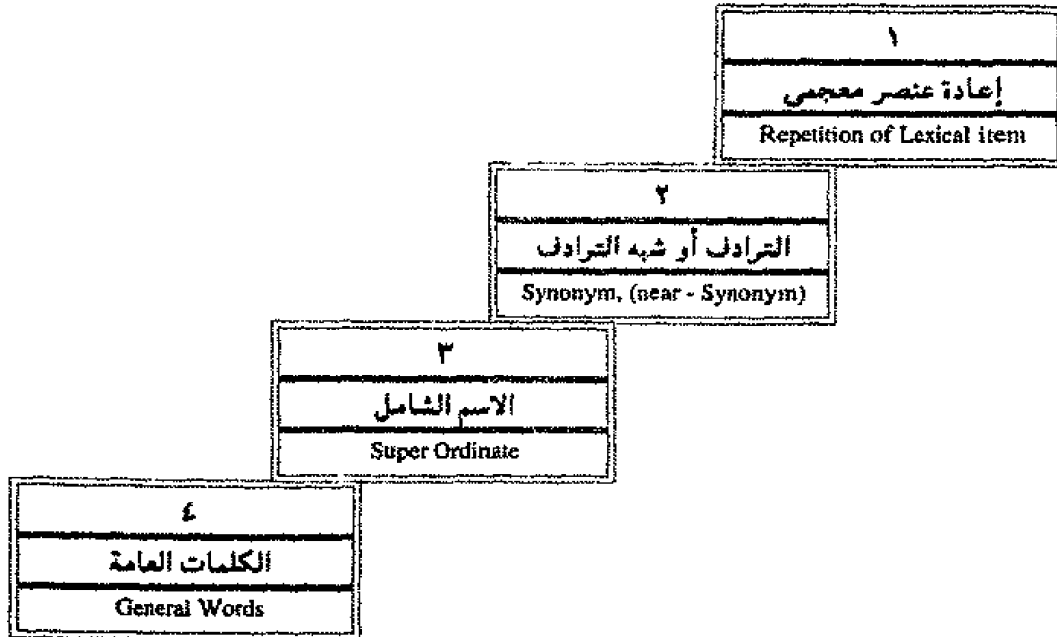 ١
إعادة عنصر معجمى
Repetition of Lexical item
٢
الترادف أو شبه الترادف
Synonym, (near - Synonym)
٣
الاسم الشامل
Super Ordinate
٤
الكلمات العامة
General Words